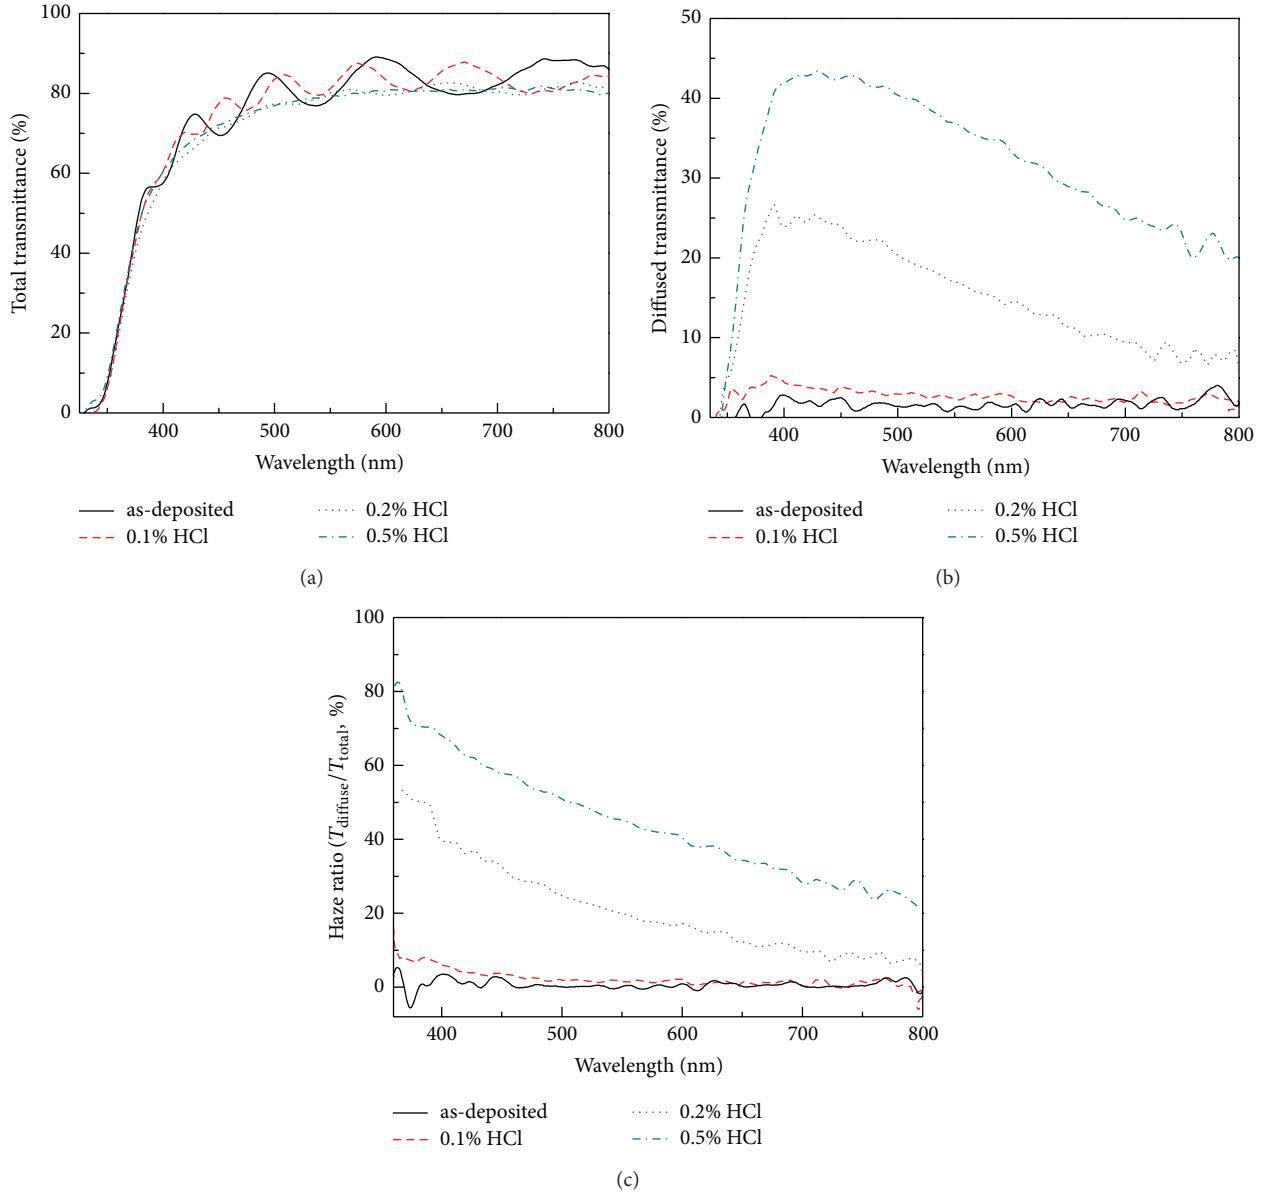 100
80
60
40
20
0
Total transmittance (%)
400 500 600 700 800
Wavelength (nm)
as-deposited
0.1% HCl
0.2% HCl
0.5% HCl
(a)
50
40
30
20
10
0
Diffused transmittance (%)
400 500 600 700 800
Wavelength (nm)
as-deposited
0.1% HCl
0.2% HCl
0.5% HCl
(b)
100
80
60
40
20
0
Haze ratio (T_diffuse/T_total, %)
400 500 600 700 800
Wavelength (nm)
as-deposited
0.1% HCl
0.2% HCl
0.5% HCl
(c)